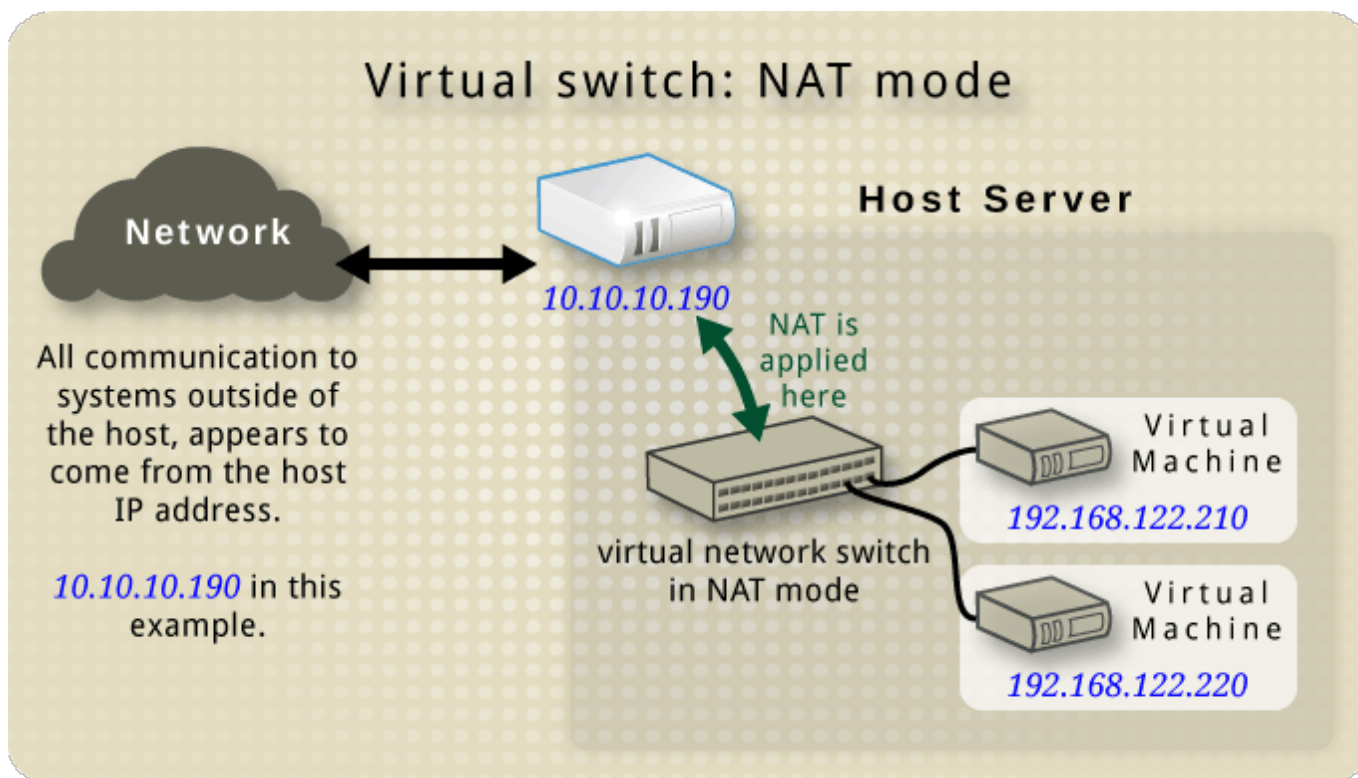 Virtual switch: NAT mode
Network
Host Server
10.10.10.190
NAT is
applied
here
All communication to
systems outside of
the host, appears to
come from the host
IP address.
10.10.10.190 in this
example.
virtual network switch
in NAT mode
Virtual
Machine
192.168.122.210
Virtual
Machine
192.168.122.220